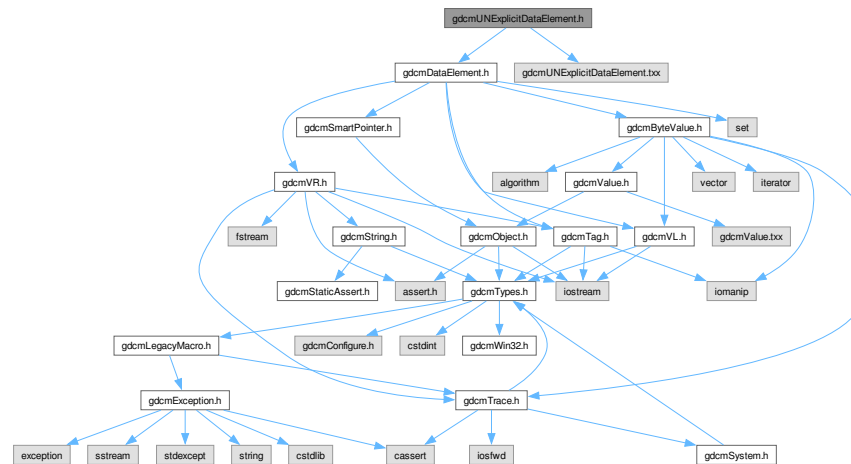 gdcmUNExplicitDataElement.h
gdcmDataElement.h
gdcmUNExplicitDataElement.txx
gdcmSmartPointer.h
gdcmByteValue.h
set
gdcmVR.h
algorithm
gdcmValue.h
vector
iterator
fstream
gdcmString.h
gdcmObject.h
gdcmTag.h
gdcmVL.h
gdcmValue.txx
gdcmStaticAssert.h
assert.h
gdcmTypes.h
iostream
iomanip
gdcmLegacyMacro.h
gdcmConfigure.h
cstdint
gdcmWin32.h
gdcmException.h
gdcmTrace.h
exception
sstream
stdexcept
string
cstdlib
cassert
iosfwd
gdcmSystem.h